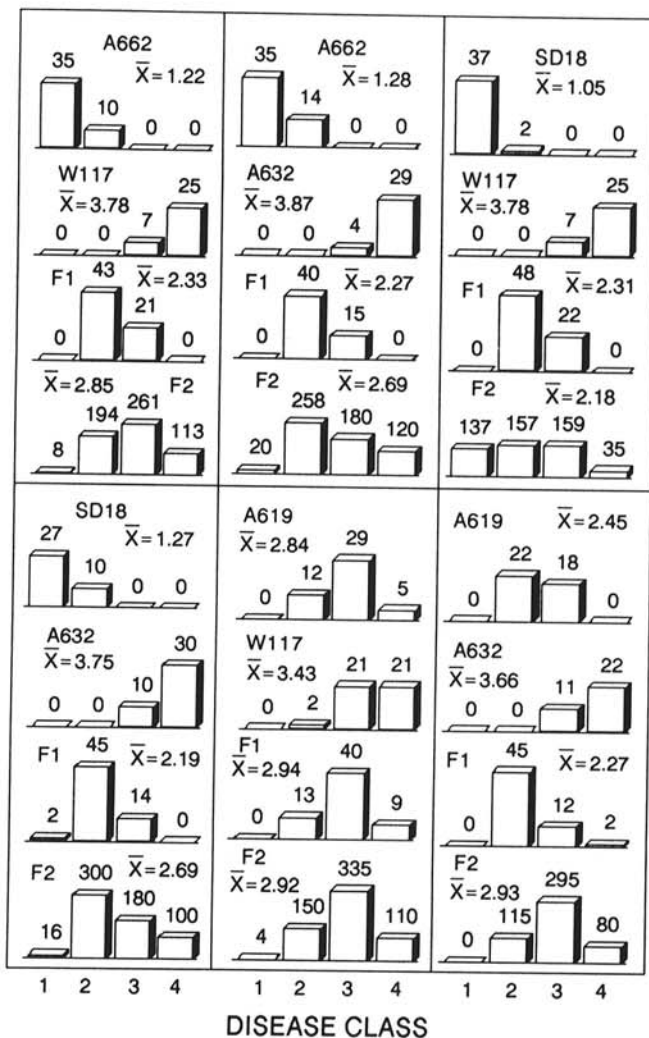 A662
35
X̄=1.22
10
0 0
W117
X̄=3.78
25
7
0 0
F1
43
X̄=2.33
21
0
0
X̄=2.85
F2
8
194
261
113
A662
35
X̄=1.28
14
0 0
A632
X̄=3.87
29
4
0 0
F1
40
X̄=2.27
15
0
0
F2
X̄=2.69
20
258
180
120
SD18
37
X̄=1.05
2
0 0
W117
X̄=3.78
25
7
0 0
F1
48
X̄=2.31
22
0
0
F2
X̄=2.18
137 157 159
35
SD18
27
X̄=1.27
10
0 0
A632
X̄=3.75
30
10
0 0
F1
45
X̄=2.19
2
14
0
F2
300
X̄=2.69
16
180
100
A619
X̄=2.84
29
0
12
5
W117
X̄=3.43
21 21
0
2
F1
X̄=2.94
40
0
13
9
F2
X̄=2.92
335
4
150
110
A619
X̄=2.45
22
18
0
0
A632
X̄=3.66
22
0 0
11
F1
45
X̄=2.27
0
12
2
F2
X̄=2.93
295
0
115
80
1 2 3 4 1 2 3 4 1 2 3 4
DISEASE CLASS